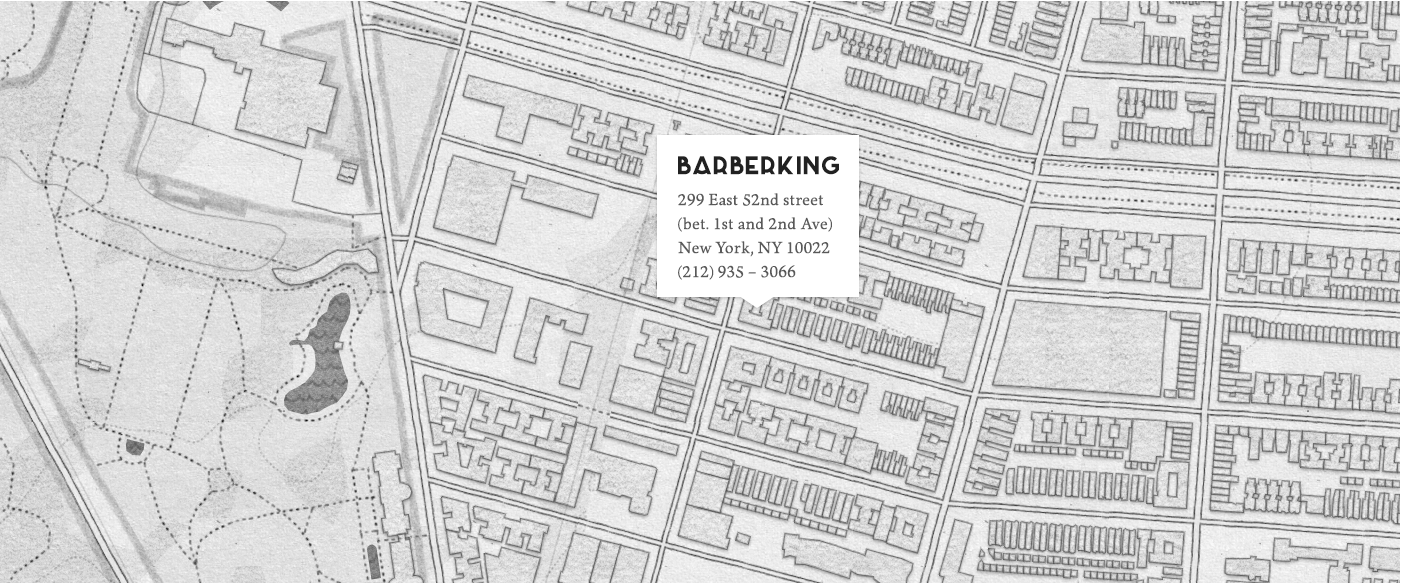 BARBERKING
299 East 52nd street
(bet. 1st and 2nd Ave)
New York, NY 10022
(212) 935 – 3066